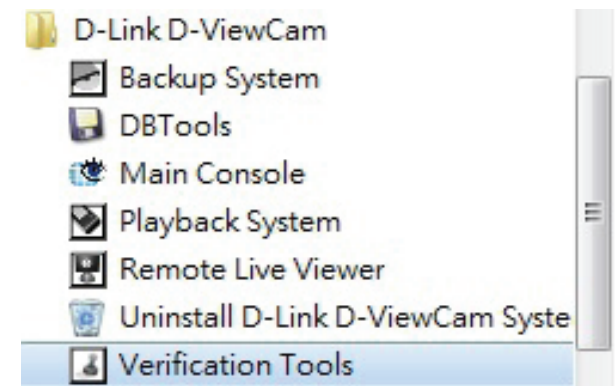 D-Link D-ViewCam
Backup System
DBTools
Main Console
Playback System
Remote Live Viewer
Uninstall D-Link D-ViewCam Syste
Verification Tools